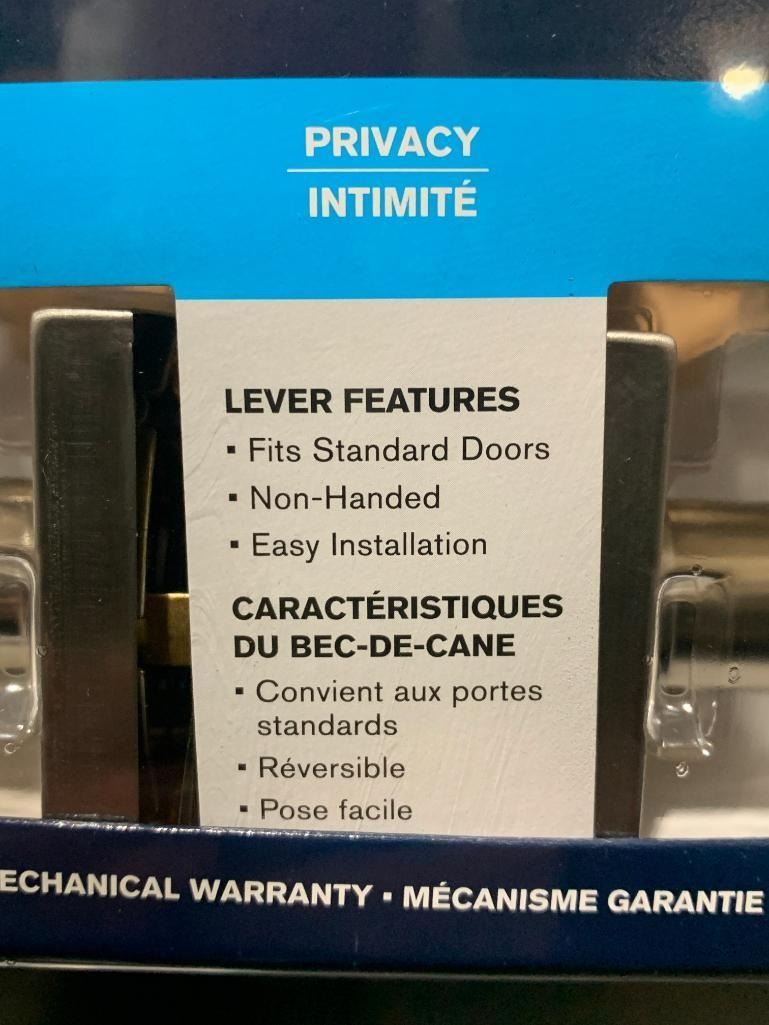 PRIVACY
INTIMITÉ
LEVER FEATURES
▪ Fits Standard Doors
▪ Non-Handed
▪ Easy Installation
CARACTÉRISTIQUES
DU BEC-DE-CANE
▪ Convient aux portes
standards
▪ Réversible
▪ Pose facile
ECHANICAL WARRANTY ▪ MÉCANISME GARANTIE